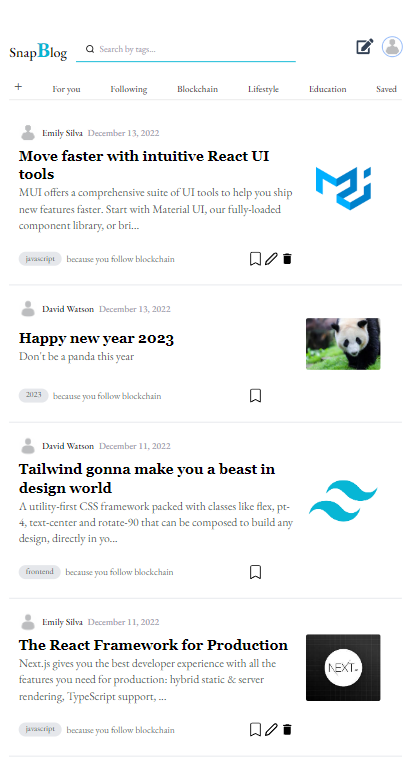 SnapBlog
Search by tags...
+ For you Following Blockchain Lifestyle Education Saved
Emily Silva December 13, 2022
Move faster with intuitive React UI
tools
MUI offers a comprehensive suite of UI tools to help you ship
new features faster. Start with Material UI, our fully-loaded
component library, or bri...
javascript because you follow blockchain
David Watson December 13, 2022
Happy new year 2023
Don't be a panda this year
2023 because you follow blockchain
David Watson December 11, 2022
Tailwind gonna make you a beast in
design world
A utility-first CSS framework packed with classes like flex, pt-
4, text-center and rotate-90 that can be composed to build any
design, directly in yo...
frontend because you follow blockchain
Emily Silva December 11, 2022
The React Framework for Production
Next.js gives you the best developer experience with all the
features you need for production: hybrid static & server
rendering, TypeScript support, ...
NEXT.
javascript because you follow blockchain